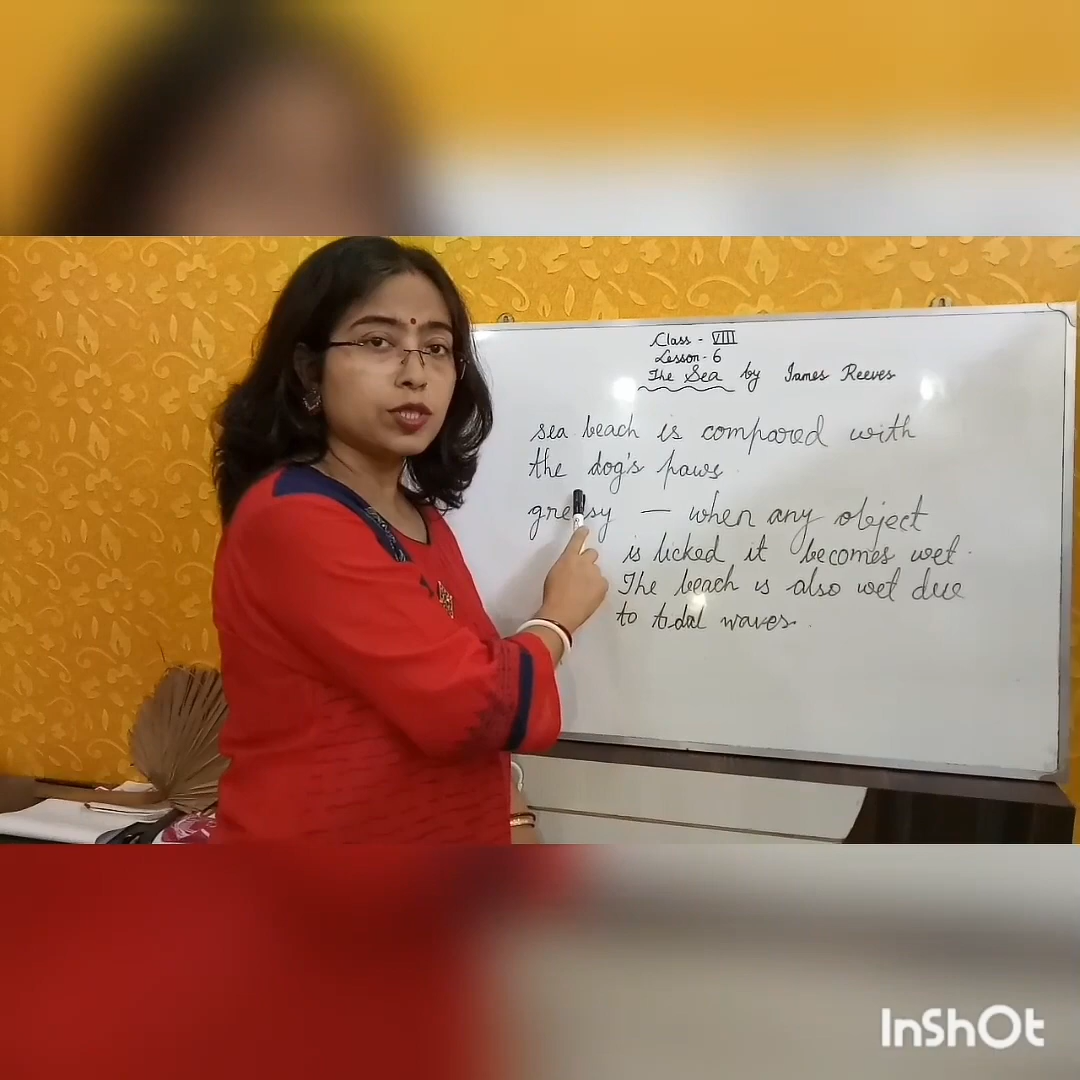 Class - VIII
Lesson - 6
The Sea by James Reeves
sea beach is compared with
the dog's paws
greasy — when any object
is licked it becomes wet.
The beach is also wet due
to tidal waves.
InShOt